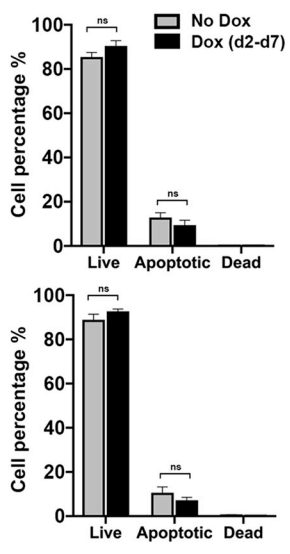 ns
No Dox
Dox (d2-d7)
Cell percentage %
100
80
60
40
20
0
ns
Live Apoptotic Dead
ns
Cell percentage %
100
80
60
40
20
0
ns
Live Apoptotic Dead